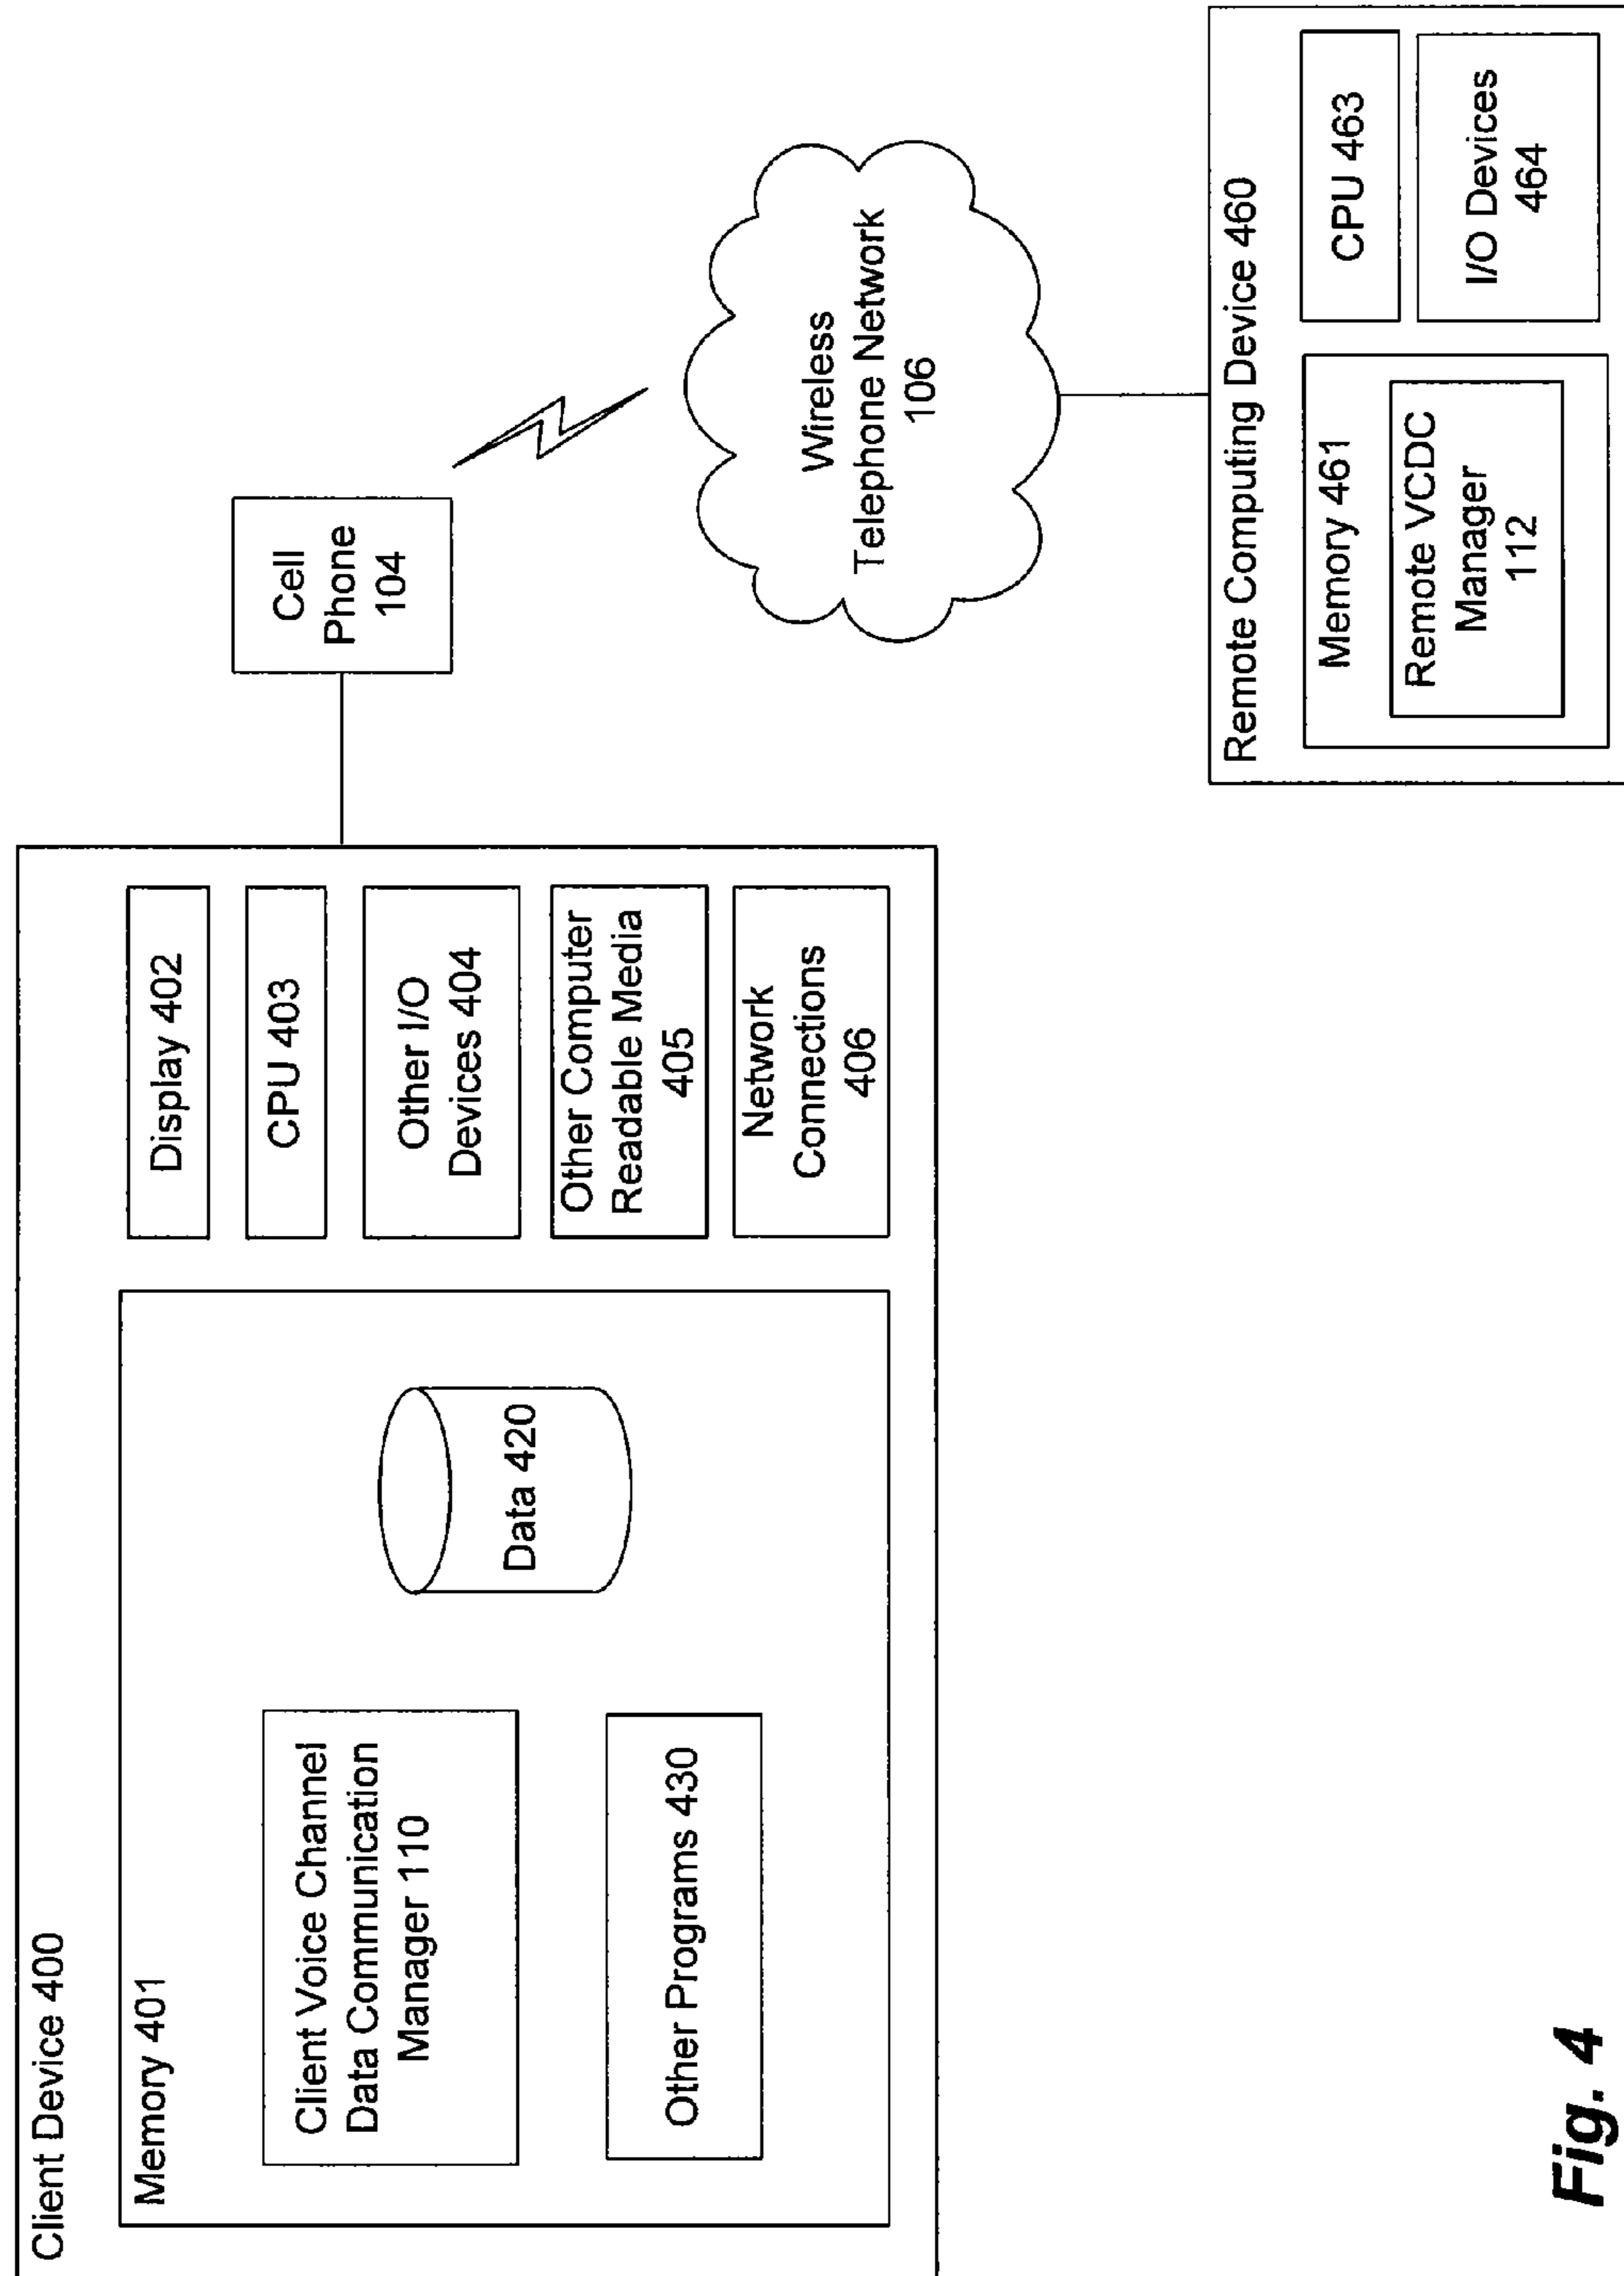 Client Device 400
Memory 401
Client Voice Channel
Data Communication
Manager 110
Other Programs 430
Data 420
Display 402
CPU 403
Other I/O
Devices 404
Other Computer
Readable Media
405
Network
Connections
406
Cell
Phone
104
Wireless
Telephone Network
106
Remote Computing Device 460
Memory 461
Remote VCDC
Manager
112
CPU 463
I/O Devices
464
Fig. 4